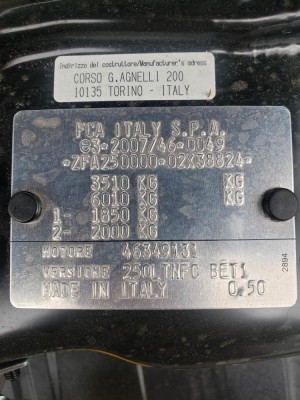 Indirizzo del costruttore/Manufacturer's adress
CORSO G.AGNELLI 200
10135 TORINO - ITALY
FCA ITALY S.P.A.
e3*2007/46*0049
*ZFA250000*02X38824*
3510 KG KG
6010 KG KG
1- 1850 KG
2- 2000 KG
MOTORE 46349131
VERSIONE 250LTNFC BET1
MADE IN ITALY 0.50
2894